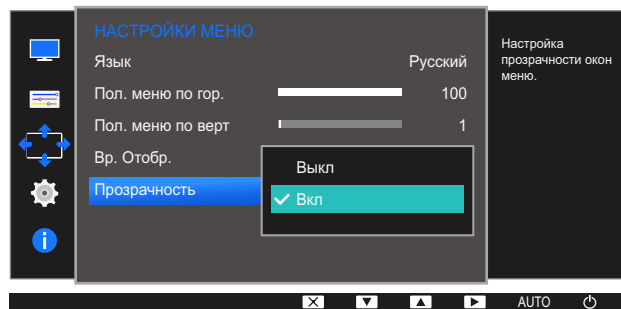 НАСТРОЙКИ МЕНЮ
Язык Русский
Пол. меню по гор. 100
Пол. меню по верт 1
Вр. Отобр.
Прозрачность
Выкл
Вкл
Настройка
прозрачности окон
меню.
AUTO